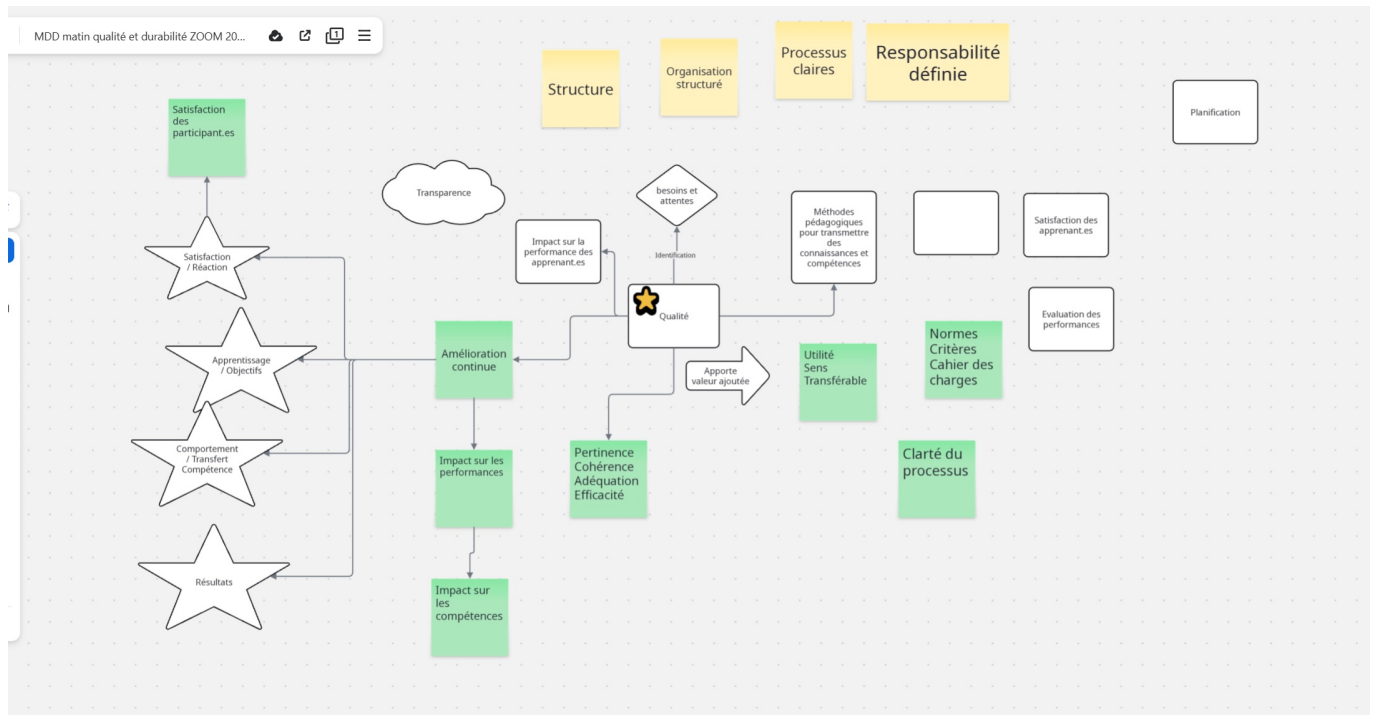 MDD matin qualité et durabilité ZOOM 20...
1
Structure
Organisation
structuré
Processus
claires
Responsabilité
définie
Planification
Satisfaction
des
participant.es
Transparence
besoins et
attentes
Identification
Impact sur la
performance des
apprenant.es
Méthodes
pédagogiques
pour transmettre
des
connaissances et
compétences
Satisfaction des
apprenant.es
Satisfaction
/ Réaction
Qualité
Evaluation des
performances
Apprentissage
/ Objectifs
Amélioration
continue
Apporte
valeur ajoutée
Utilité
Sens
Transférable
Normes
Critères
Cahier des
charges
Comportement
/ Transfert
Compétence
Impact sur les
performances
Pertinence
Cohérence
Adéquation
Efficacité
Clarté du
processus
Résultats
Impact sur
les
compétences